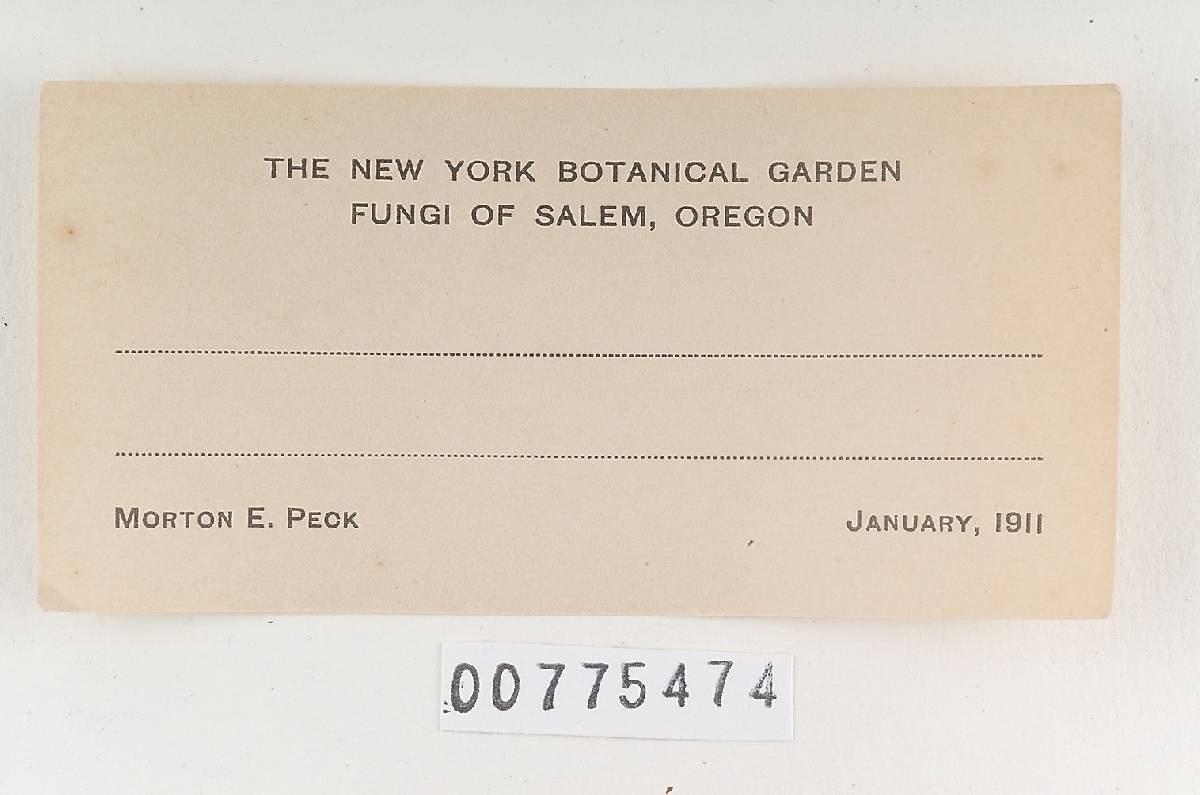 THE NEW YORK BOTANICAL GARDEN
FUNGI OF SALEM, OREGON
MORTON E. PECK JANUARY, 1911
00775474